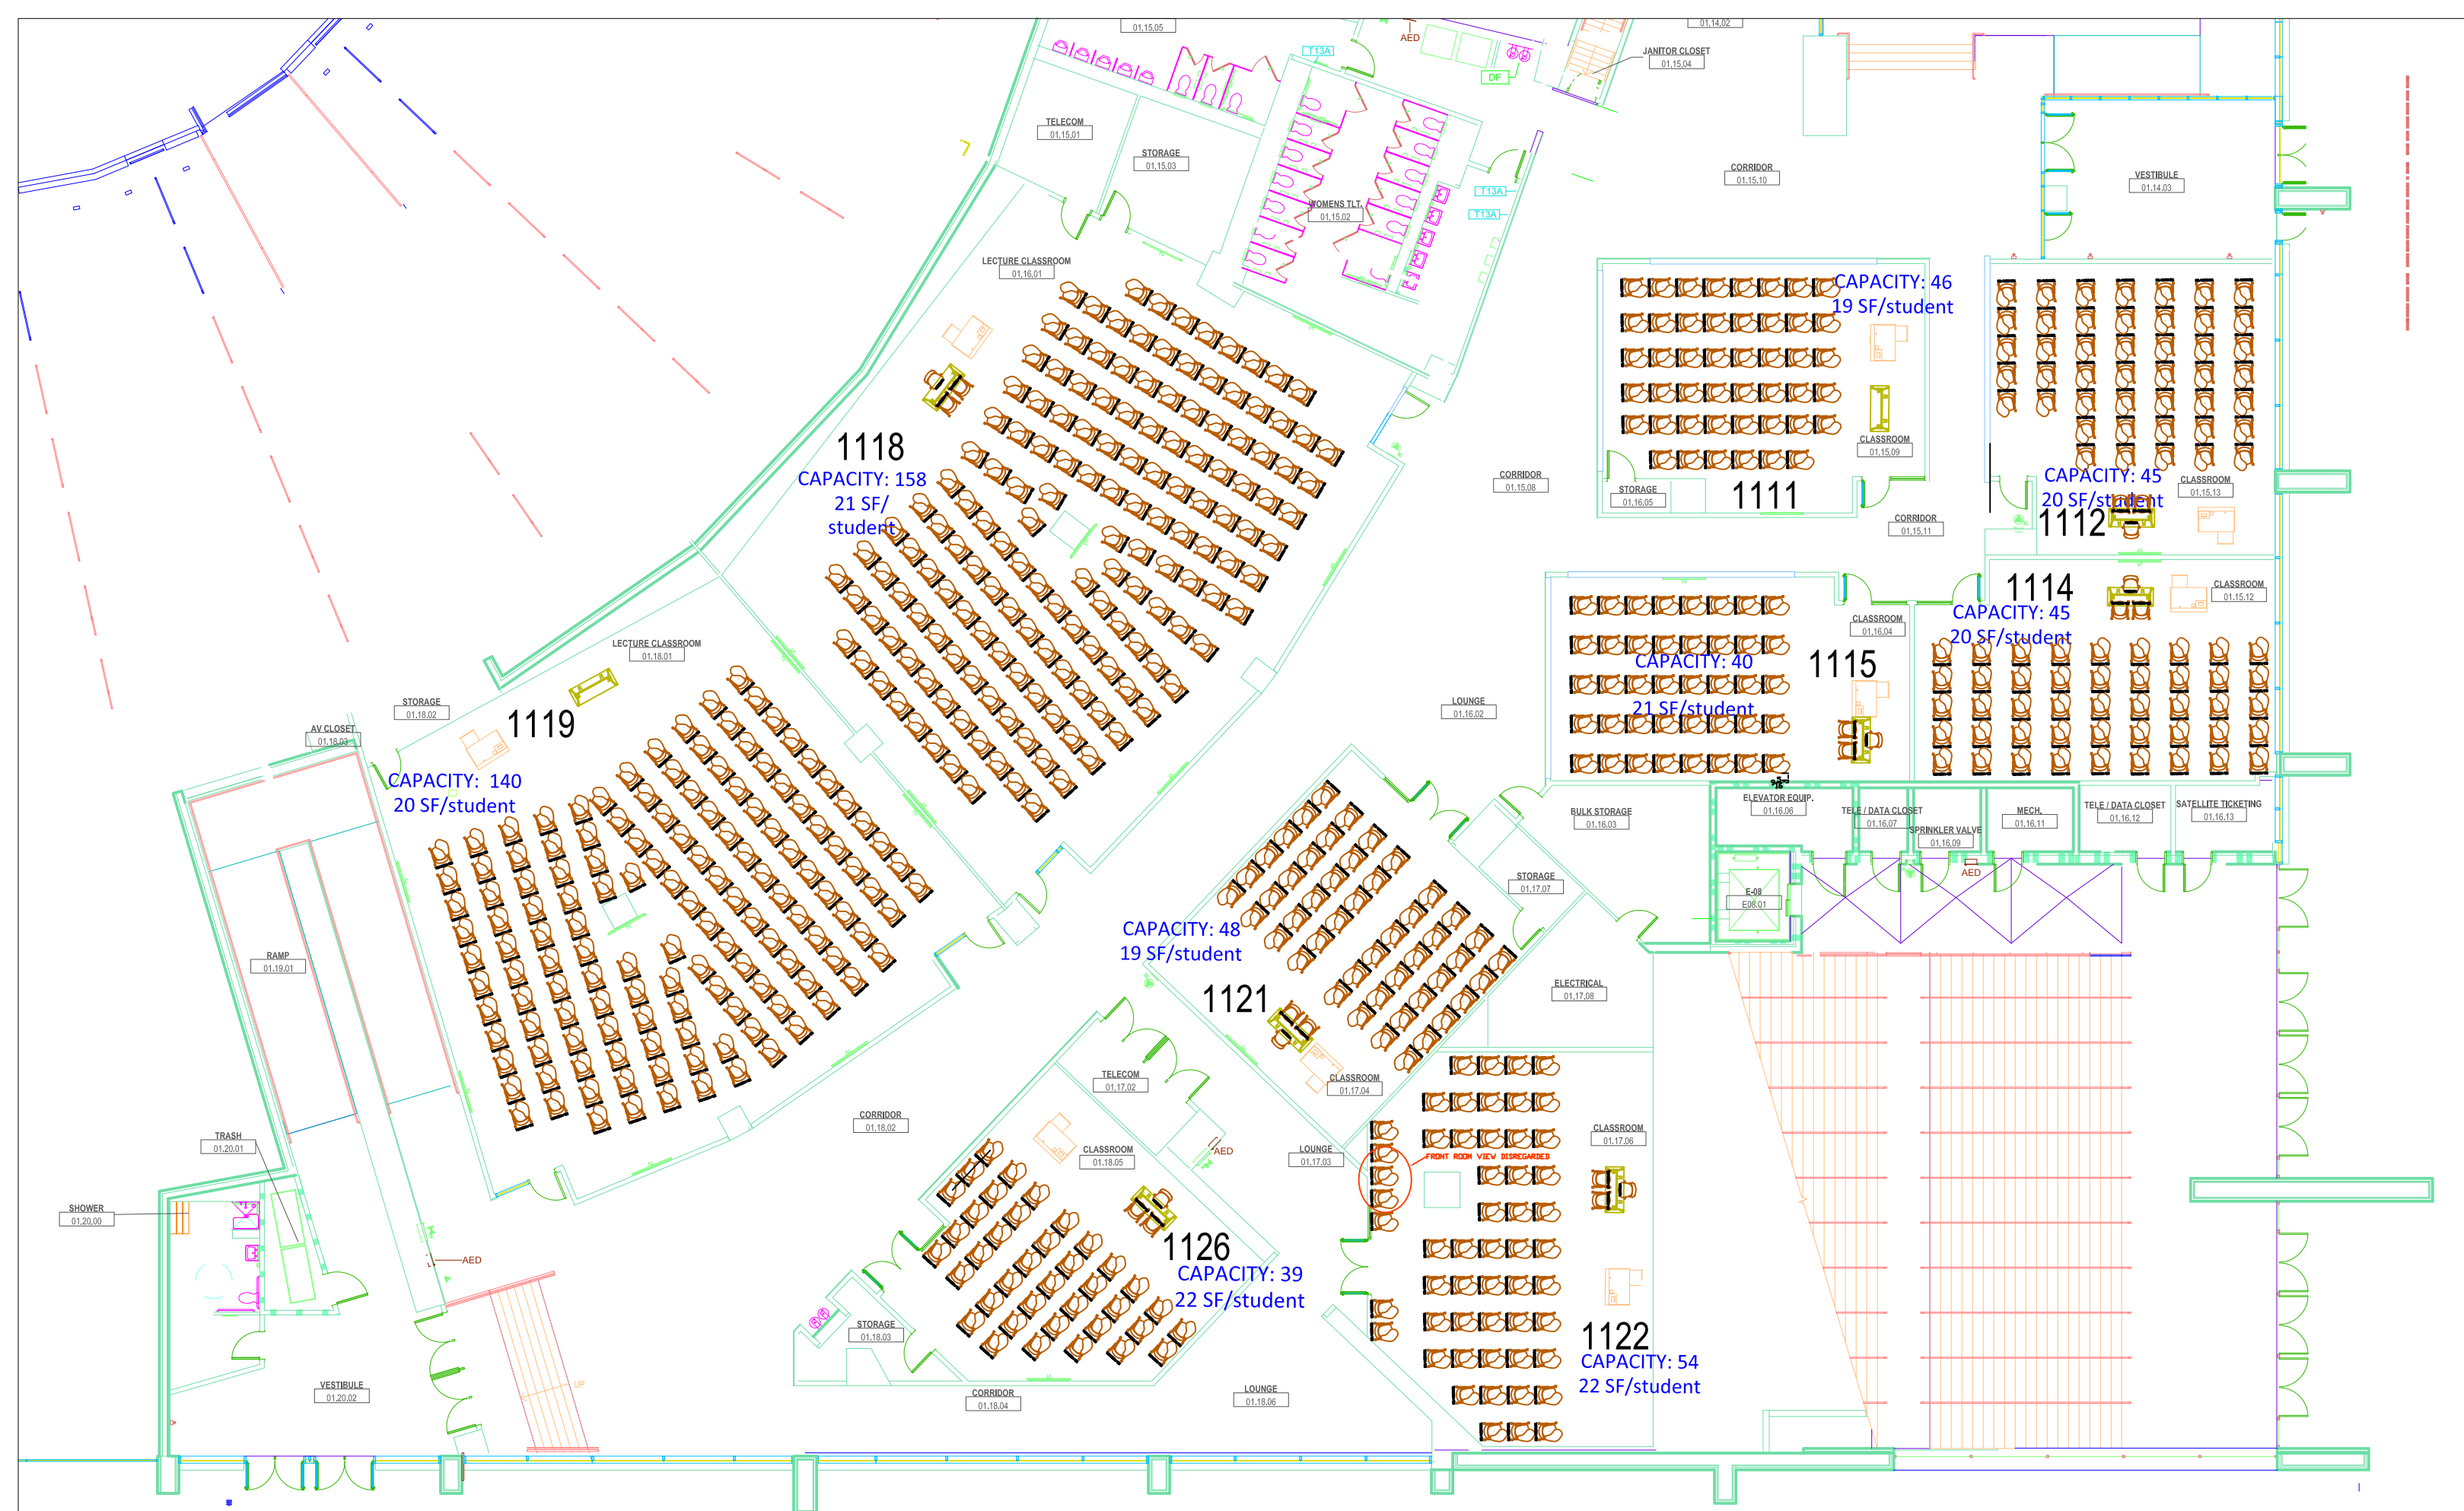 01,15,05
AED
01,14,02
T13A
JANITOR CLOSET
01,15,04
DF
TELECOM
01,15,01
STORAGE
01,15,03
CORRIDOR
01.15.10
VESTIBULE
01.14.03
T13A
WOMENS TLT.
01,15,02
T13A
LECTURE CLASSROOM
01,16,01
CAPACITY: 46
19 SF/student
1118
CAPACITY: 158
21 SF/
student
CLASSROOM
01,15,09
CORRIDOR
01.15.08
STORAGE
01,16,05
1111
CAPACITY: 45
20 SF/student
CLASSROOM
01.15.13
1112
CORRIDOR
01,15,11
1114
CAPACITY: 45
20 SF/student
CLASSROOM
01.15.12
CLASSROOM
01,16,04
CAPACITY: 40
21 SF/student
1115
LECTURE CLASSROOM
01.18.01
STORAGE
01.18.02
1119
LOUNGE
01,16,02
AV CLOSET
01.18.03
CAPACITY: 140
20 SF/student
BULK STORAGE
01,16,03
ELEVATOR EQUIP.
01,16,06
TELE / DATA CLOSET
01,16,07
SPRINKLER VALVE
01,16,09
MECH.
01,16,11
TELE / DATA CLOSET
01,16,12
SATELLITE TICKETING
01,16,13
AED
STORAGE
01,17,07
E-08
E08.01
CAPACITY: 48
19 SF/student
RAMP
01.19.01
1121
ELECTRICAL
01,17,08
TELECOM
01,17,02
CLASSROOM
01.17.04
CORRIDOR
01.18.02
TRASH
01.20.01
CLASSROOM
01.18.05
AED
LOUNGE
01,17,03
FRONT ROOM VIEW DISREGARDED
CLASSROOM
01.17.06
SHOWER
01,20,00
AED
1126
CAPACITY: 39
22 SF/student
STORAGE
01,18,03
1122
CAPACITY: 54
22 SF/student
UP
VESTIBULE
01.20.02
CORRIDOR
01.18.04
LOUNGE
01.18.06